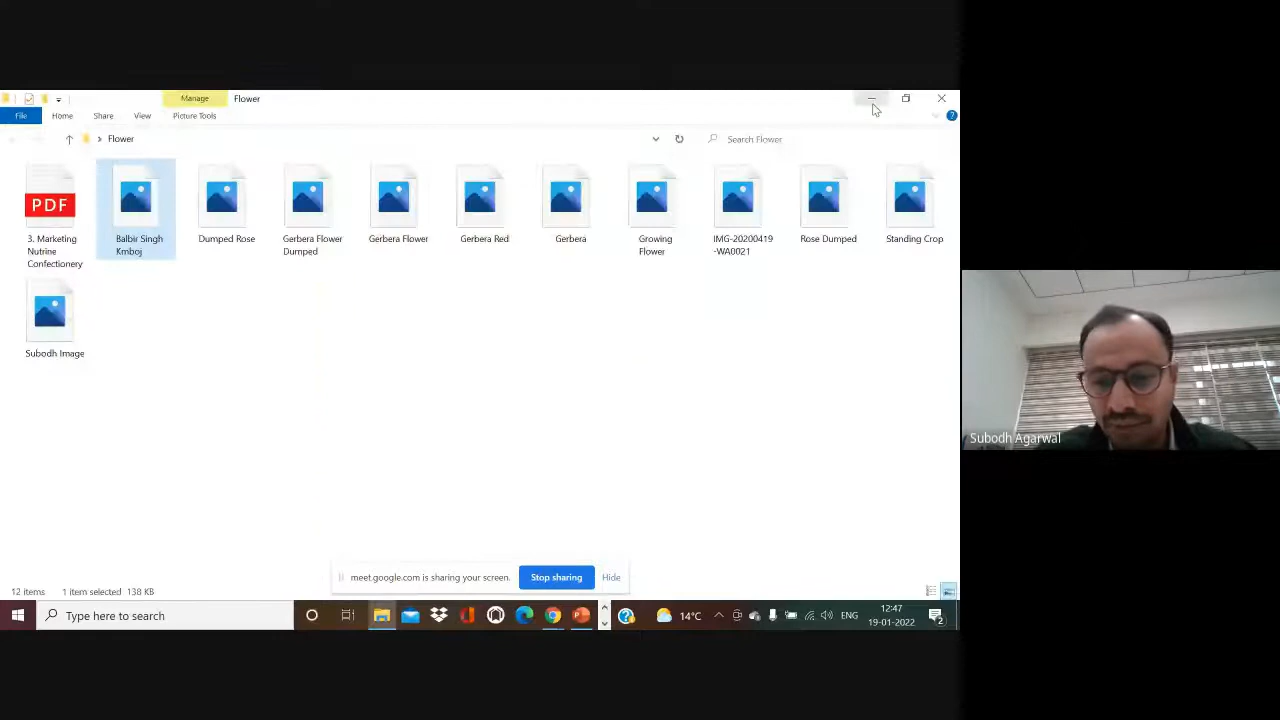 Manage
Flower
File
Home
Share
View
Picture Tools
Flower
Search Flower
PDF
3. Marketing
Nutrine
Confectionery
Balbir Singh
Kmboj
Dumped Rose
Gerbera Flower
Dumped
Gerbera Flower
Gerbera Red
Gerbera
Growing
Flower
IMG-20200419
-WA0021
Rose Dumped
Standing Crop
Subodh Image
Subodh Agarwal
meet.google.com is sharing your screen.
Stop sharing
Hide
12 items
1 item selected 138 KB
Type here to search
14°C
ENG
12:47
19-01-2022
2